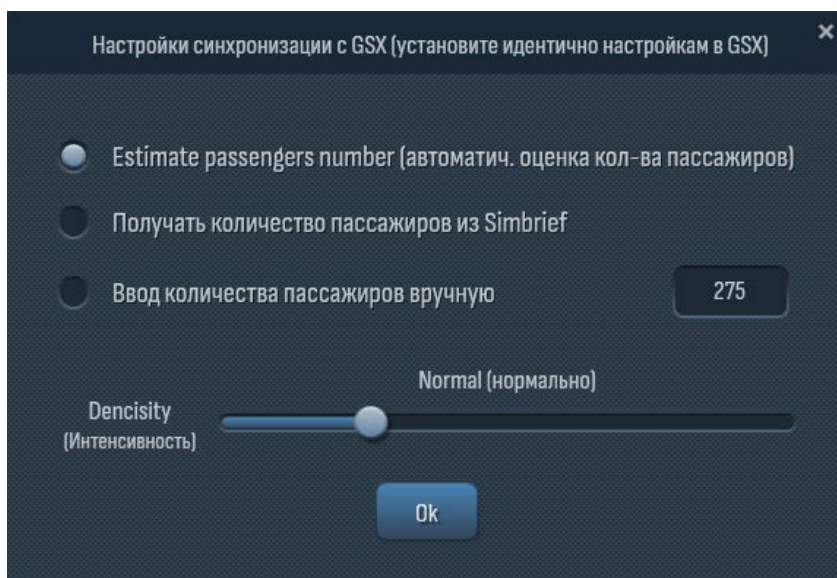 Настройки синхронизации с GSX (установите идентично настройкам в GSX)
Estimate passengers number (автоматич. оценка кол-ва пассажиров)
Получать количество пассажиров из Simbrief
Ввод количества пассажиров вручную 275
Normal (нормально)
Dencisity
(Интенсивность)
Ok